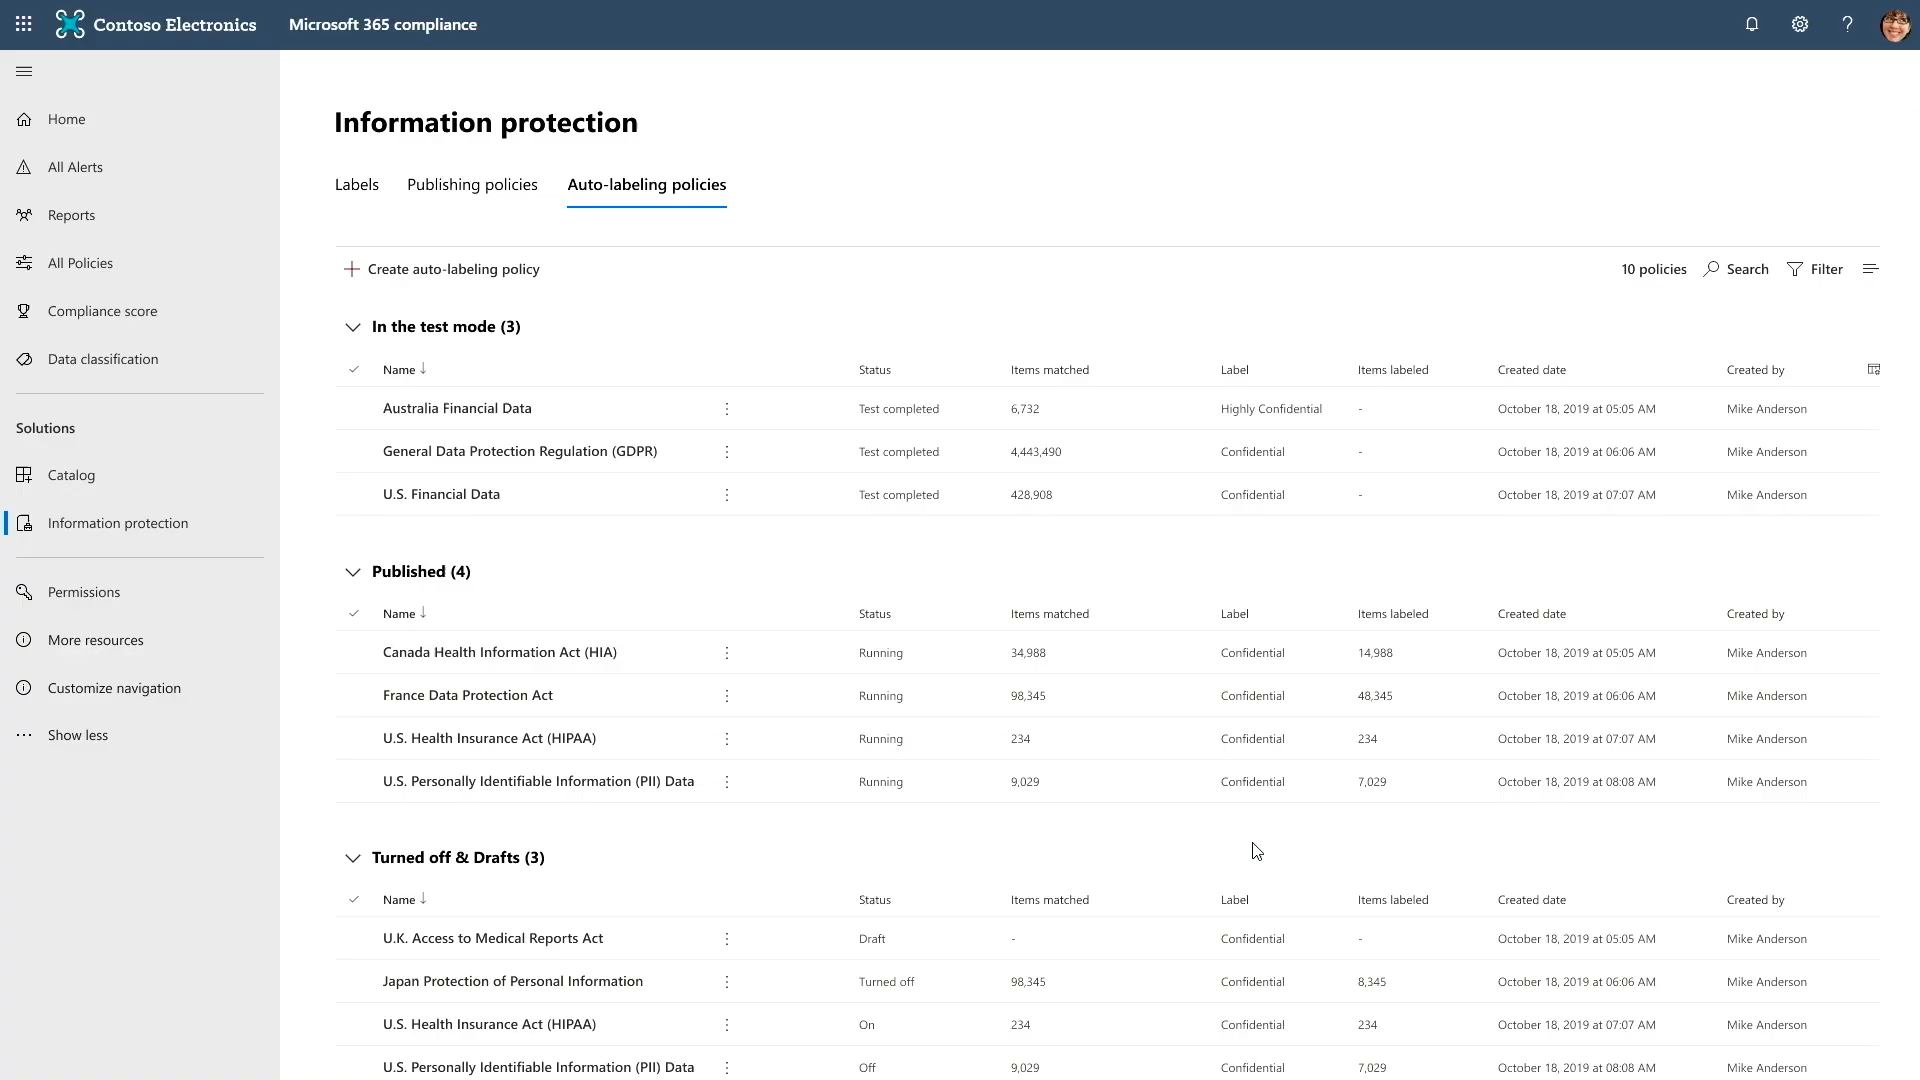 Contoso Electronics Microsoft 365 compliance ?
Home
All Alerts
Reports
All Policies
Compliance score
Data classification
Solutions
Catalog
Information protection
Permissions
More resources
Customize navigation
Show less
Information protection
Labels Publishing policies Auto-labeling policies
Create auto-labeling policy 10 policies Search Filter
In the test mode (3)
Name Status Items matched Label Items labeled Created date Created by
Australia Financial Data Test completed 6,732 Highly Confidential - October 18, 2019 at 05:05 AM Mike Anderson
General Data Protection Regulation (GDPR) Test completed 4,443,490 Confidential - October 18, 2019 at 06:06 AM Mike Anderson
U.S. Financial Data Test completed 428,908 Confidential - October 18, 2019 at 07:07 AM Mike Anderson
Published (4)
Name Status Items matched Label Items labeled Created date Created by
Canada Health Information Act (HIA) Running 34,988 Confidential 14,988 October 18, 2019 at 05:05 AM Mike Anderson
France Data Protection Act Running 98,345 Confidential 48,345 October 18, 2019 at 06:06 AM Mike Anderson
U.S. Health Insurance Act (HIPAA) Running 234 Confidential 234 October 18, 2019 at 07:07 AM Mike Anderson
U.S. Personally Identifiable Information (PII) Data Running 9,029 Confidential 7,029 October 18, 2019 at 08:08 AM Mike Anderson
Turned off & Drafts (3)
Name Status Items matched Label Items labeled Created date Created by
U.K. Access to Medical Reports Act Draft - Confidential - October 18, 2019 at 05:05 AM Mike Anderson
Japan Protection of Personal Information Turned off 98,345 Confidential 8,345 October 18, 2019 at 06:06 AM Mike Anderson
U.S. Health Insurance Act (HIPAA) On 234 Confidential 234 October 18, 2019 at 07:07 AM Mike Anderson
U.S. Personally Identifiable Information (PII) Data Off 9,029 Confidential 7,029 October 18, 2019 at 08:08 AM Mike Anderson